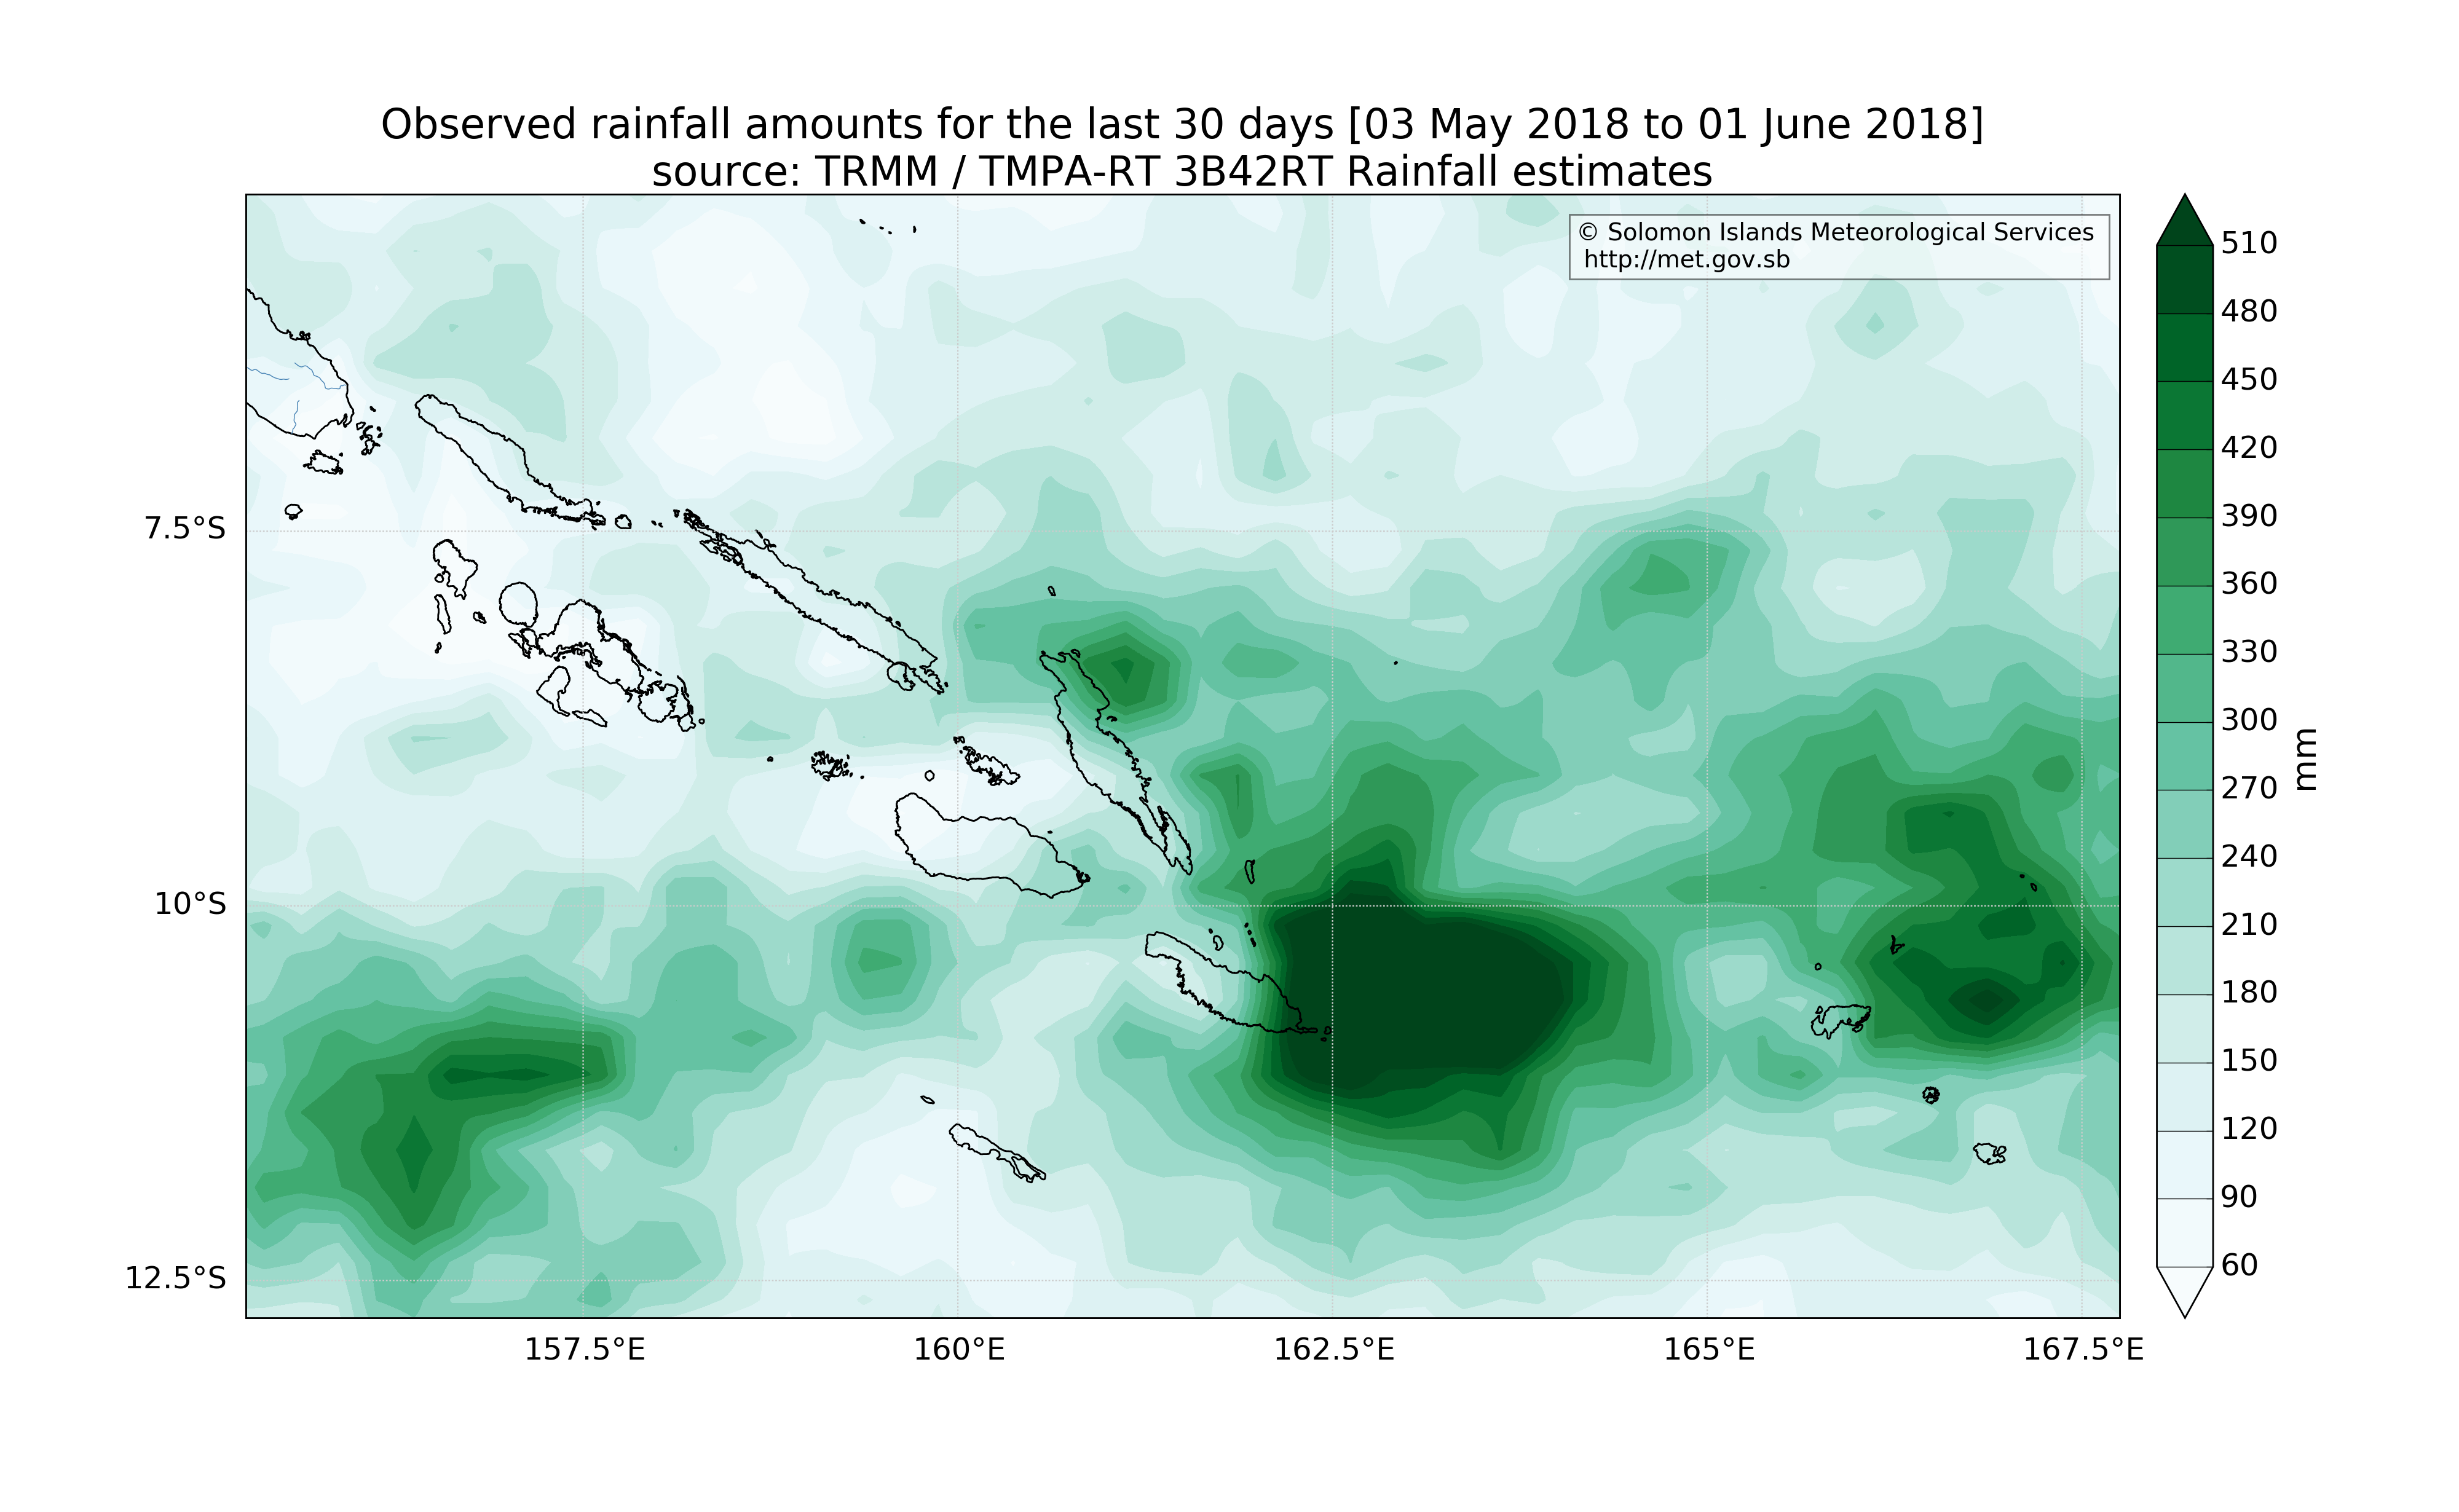 Observed rainfall amounts for the last 30 days [03 May 2018 to 01 June 2018]
source: TRMM / TMPA-RT 3B42RT Rainfall estimates
© Solomon Islands Meteorological Services
http://met.gov.sb
7.5°S
10°S
12.5°S
157.5°E
160°E
162.5°E
165°E
167.5°E
510
480
450
420
390
360
330
300
270
240
210
180
150
120
90
60
mm